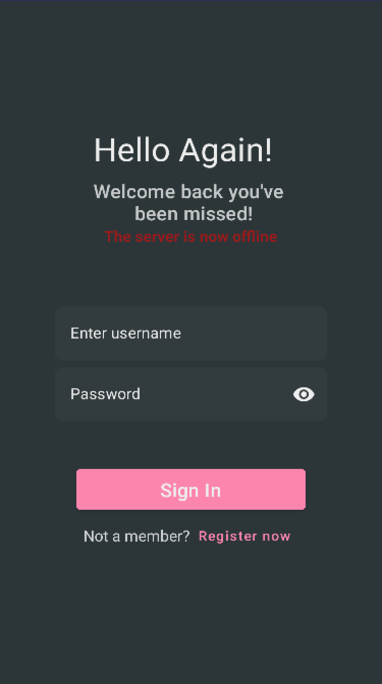 Hello Again!
Welcome back you've
been missed!
The server is now offline
Enter username
Password
Sign In
Not a member? Register now